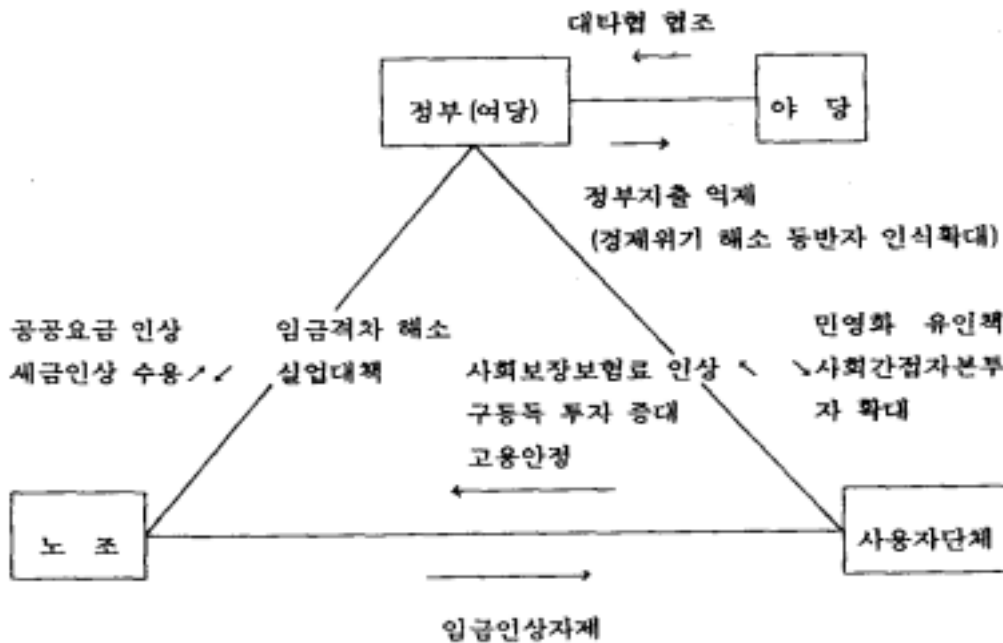 대타협 협조
정부(여당)
야 당
정부지출 억제
(경제위기 해소 동반자 인식확대)
공공요금 인상
세금인상 수용
임금격차 해소
실업대책
민영화 유인책
사회간접자본투
자 확대
사회보장보험료 인상
구동독 투자 증대
고용안정
노 조
사용자단체
임금인상자제